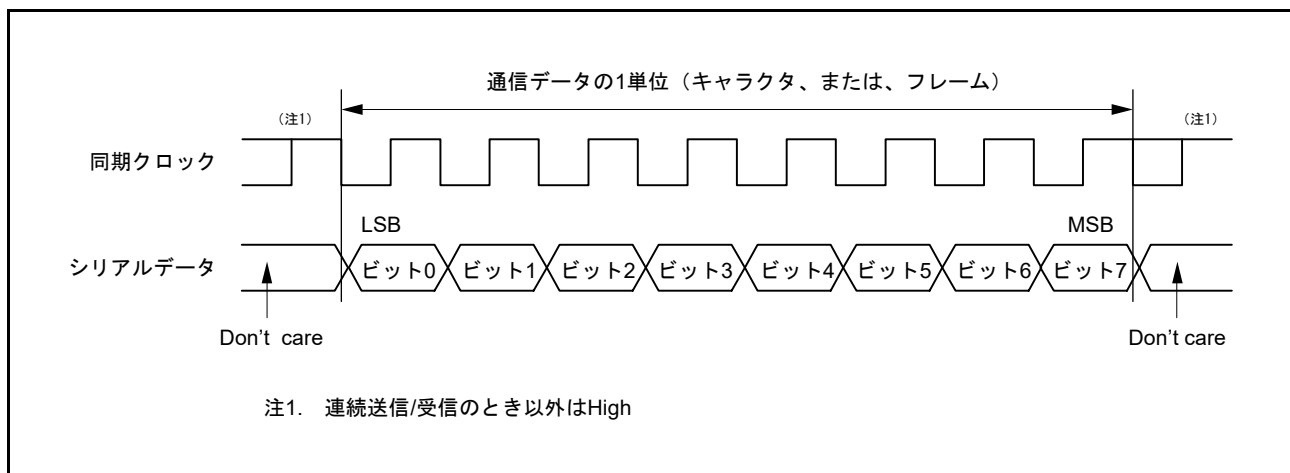 通信データの1単位（キャラクタ、または、フレーム）
（注1）
（注1）
同期クロック
LSB
MSB
シリアルデータ
ビット0
ビット1
ビット2
ビット3
ビット4
ビット5
ビット6
ビット7
Don't care
Don't care
注1. 連続送信/受信のとき以外はHigh